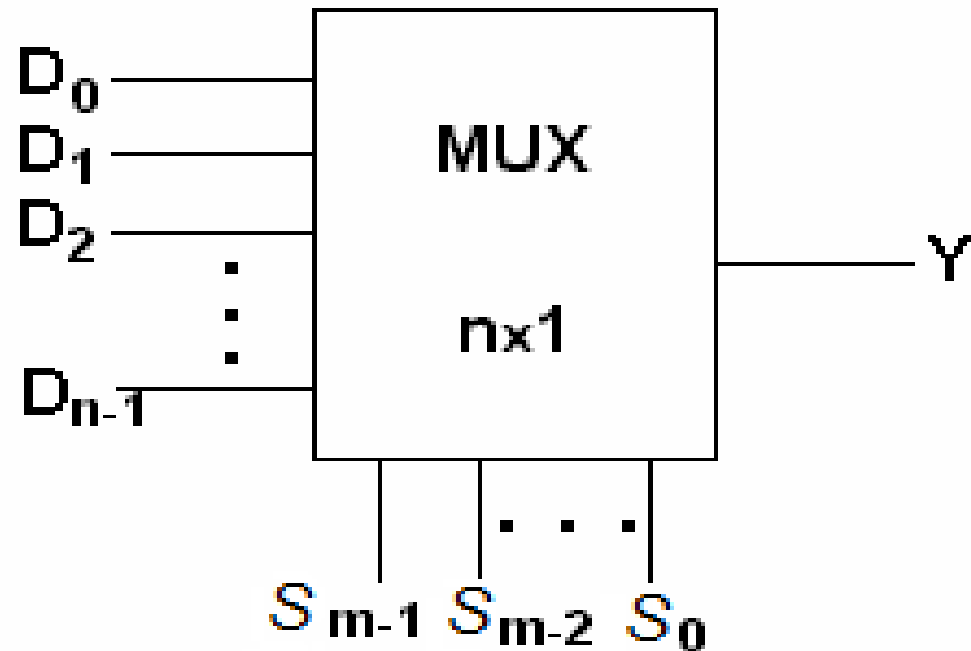 D₀
D₁
MUX
D₂
Y
nx1
Dₙ₋₁
Sₘ₋₁ Sₘ₋₂ S₀